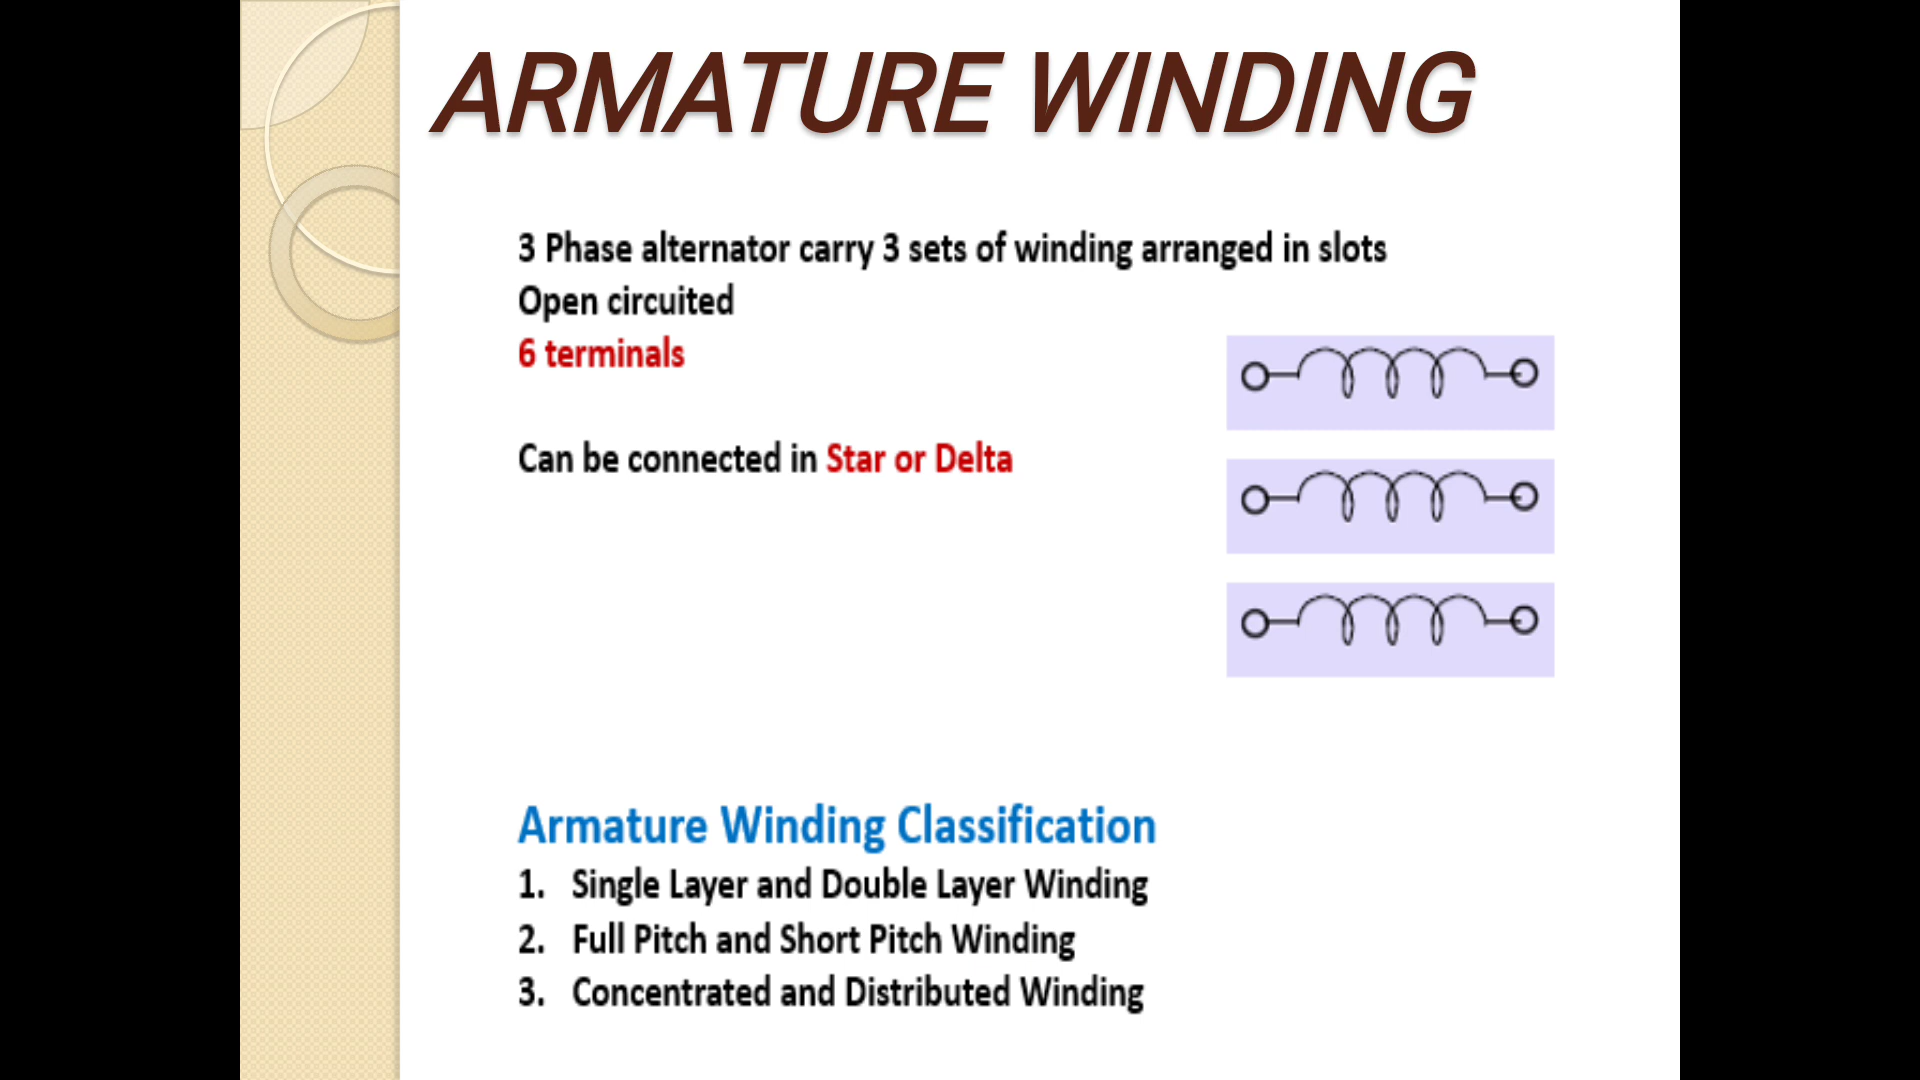 ARMATURE WINDING
3 Phase alternator carry 3 sets of winding arranged in slots
Open circuited
6 terminals
Can be connected in Star or Delta
Armature Winding Classification
1. Single Layer and Double Layer Winding
2. Full Pitch and Short Pitch Winding
3. Concentrated and Distributed Winding